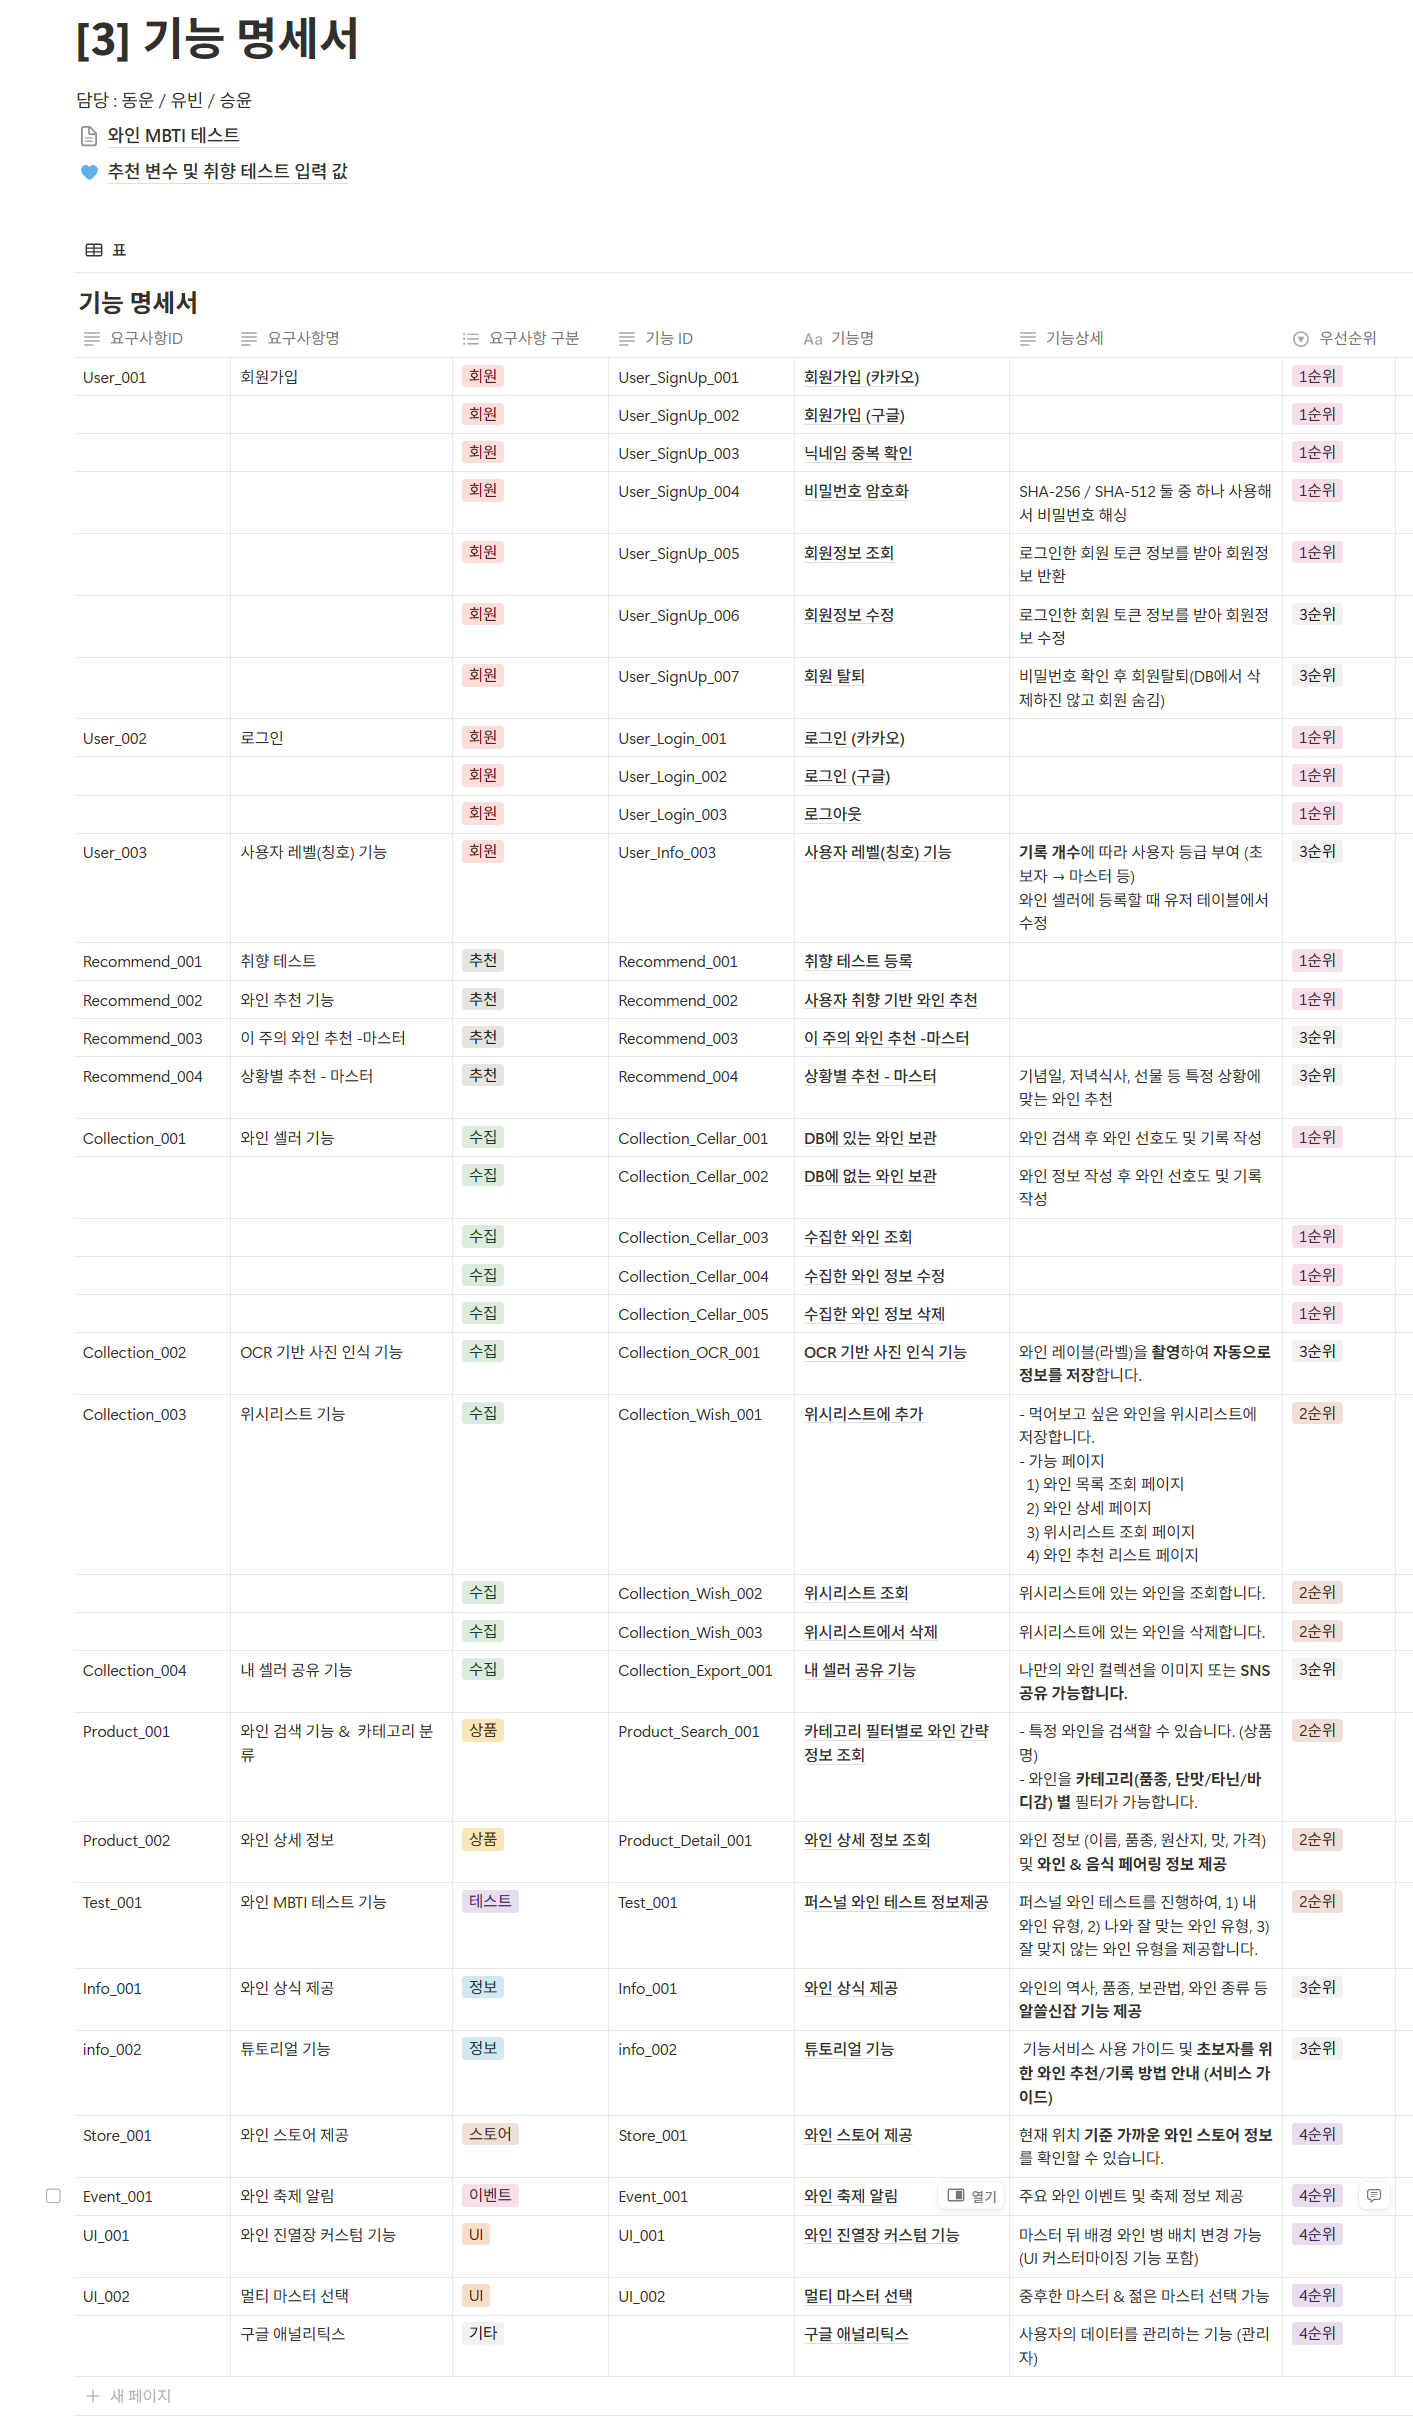 [3] 기능 명세서
담당 : 동운 / 유빈 / 승윤
와인 MBTI 테스트
추천 변수 및 취향 테스트 입력 값
표
기능 명세서
요구사항ID 요구사항명 요구사항 구분 기능 ID Aa 기능명 기능상세 우선순위
User_001 회원가입 회원 User_SignUp_001 회원가입 (카카오) 1순위
회원 User_SignUp_002 회원가입 (구글) 1순위
회원 User_SignUp_003 닉네임 중복 확인 1순위
회원 User_SignUp_004 비밀번호 암호화 SHA-256 / SHA-512 둘 중 하나 사용해 1순위
서 비밀번호 해싱
회원 User_SignUp_005 회원정보 조회 로그인한 회원 토큰 정보를 받아 회원정 1순위
보 반환
회원 User_SignUp_006 회원정보 수정 로그인한 회원 토큰 정보를 받아 회원정 3순위
보 수정
회원 User_SignUp_007 회원 탈퇴 비밀번호 확인 후 회원탈퇴(DB에서 삭 3순위
제하진 않고 회원 숨김)
User_002 로그인 회원 User_Login_001 로그인 (카카오) 1순위
회원 User_Login_002 로그인 (구글) 1순위
회원 User_Login_003 로그아웃 1순위
User_003 사용자 레벨(칭호) 기능 회원 User_Info_003 사용자 레벨(칭호) 기능 기록 개수에 따라 사용자 등급 부여 (초 3순위
보자 → 마스터 등)
와인 셀러에 등록할 때 유저 테이블에서
수정
Recommend_001 취향 테스트 추천 Recommend_001 취향 테스트 등록 1순위
Recommend_002 와인 추천 기능 추천 Recommend_002 사용자 취향 기반 와인 추천 1순위
Recommend_003 이 주의 와인 추천 -마스터 추천 Recommend_003 이 주의 와인 추천 -마스터 3순위
Recommend_004 상황별 추천 - 마스터 추천 Recommend_004 상황별 추천 - 마스터 기념일, 저녁식사, 선물 등 특정 상황에 3순위
맞는 와인 추천
Collection_001 와인 셀러 기능 수집 Collection_Cellar_001 DB에 있는 와인 보관 와인 검색 후 와인 선호도 및 기록 작성 1순위
수집 Collection_Cellar_002 DB에 없는 와인 보관 와인 정보 작성 후 와인 선호도 및 기록
작성
수집 Collection_Cellar_003 수집한 와인 조회 1순위
수집 Collection_Cellar_004 수집한 와인 정보 수정 1순위
수집 Collection_Cellar_005 수집한 와인 정보 삭제 1순위
Collection_002 OCR 기반 사진 인식 기능 수집 Collection_OCR_001 OCR 기반 사진 인식 기능 와인 레이블(라벨)을 촬영하여 자동으로 3순위
정보를 저장합니다.
Collection_003 위시리스트 기능 수집 Collection_Wish_001 위시리스트에 추가 - 먹어보고 싶은 와인을 위시리스트에 2순위
저장합니다.
- 가능 페이지
1) 와인 목록 조회 페이지
2) 와인 상세 페이지
3) 위시리스트 조회 페이지
4) 와인 추천 리스트 페이지
수집 Collection_Wish_002 위시리스트 조회 위시리스트에 있는 와인을 조회합니다. 2순위
수집 Collection_Wish_003 위시리스트에서 삭제 위시리스트에 있는 와인을 삭제합니다. 2순위
Collection_004 내 셀러 공유 기능 수집 Collection_Export_001 내 셀러 공유 기능 나만의 와인 컬렉션을 이미지 또는 SNS 3순위
공유 가능합니다.
Product_001 와인 검색 기능 & 카테고리 분 상품 Product_Search_001 카테고리 필터별로 와인 간략 - 특정 와인을 검색할 수 있습니다. (상품 2순위
류 정보 조회 명)
- 와인을 카테고리(품종, 단맛/타닌/바
디감) 별 필터가 가능합니다.
Product_002 와인 상세 정보 상품 Product_Detail_001 와인 상세 정보 조회 와인 정보 (이름, 품종, 원산지, 맛, 가격) 2순위
및 와인 & 음식 페어링 정보 제공
Test_001 와인 MBTI 테스트 기능 테스트 Test_001 퍼스널 와인 테스트 정보제공 퍼스널 와인 테스트를 진행하여, 1) 내 2순위
와인 유형, 2) 나와 잘 맞는 와인 유형, 3)
잘 맞지 않는 와인 유형을 제공합니다.
Info_001 와인 상식 제공 정보 Info_001 와인 상식 제공 와인의 역사, 품종, 보관법, 와인 종류 등 3순위
알쓸신잡 기능 제공
info_002 튜토리얼 기능 정보 info_002 튜토리얼 기능 기능서비스 사용 가이드 및 초보자를 위 3순위
한 와인 추천/기록 방법 안내 (서비스 가
이드)
Store_001 와인 스토어 제공 스토어 Store_001 와인 스토어 제공 현재 위치 기준 가까운 와인 스토어 정보 4순위
를 확인할 수 있습니다.
Event_001 와인 축제 알림 이벤트 Event_001 와인 축제 알림 열기 주요 와인 이벤트 및 축제 정보 제공 4순위
UI_001 와인 진열장 커스텀 기능 UI UI_001 와인 진열장 커스텀 기능 마스터 뒤 배경 와인 병 배치 변경 가능 4순위
(UI 커스터마이징 기능 포함)
UI_002 멀티 마스터 선택 UI UI_002 멀티 마스터 선택 중후한 마스터 & 젊은 마스터 선택 가능 4순위
구글 애널리틱스 기타 구글 애널리틱스 사용자의 데이터를 관리하는 기능 (관리 4순위
자)
새 페이지